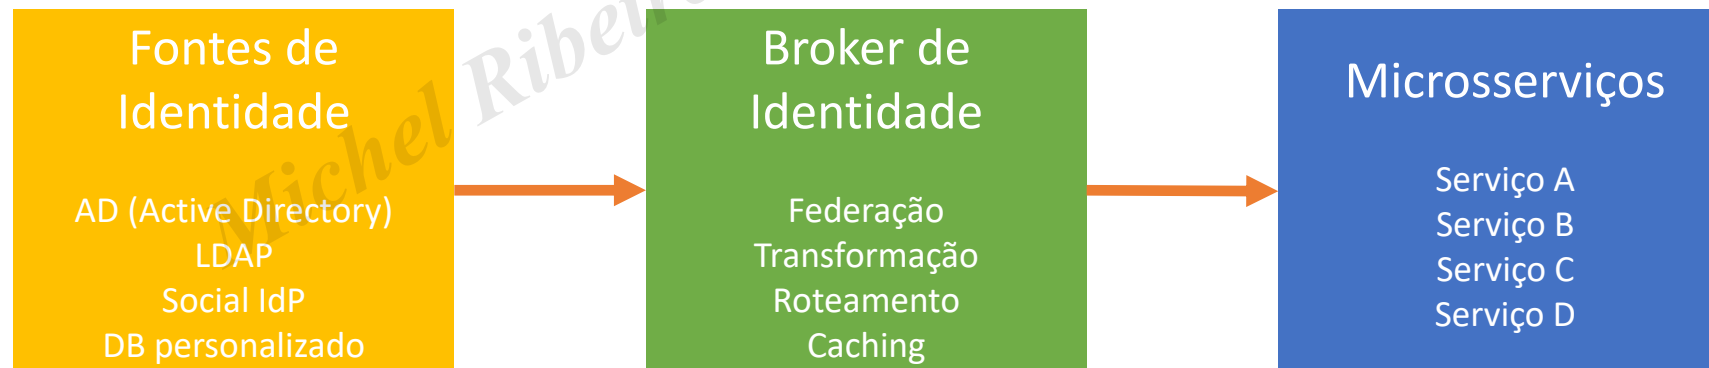 Fontes de
Identidade
AD (Active Directory)
LDAP
Social IdP
DB personalizado
Broker de
Identidade
Federação
Transformação
Roteamento
Caching
Microsserviços
Serviço A
Serviço B
Serviço C
Serviço D
Michel Ribeiro